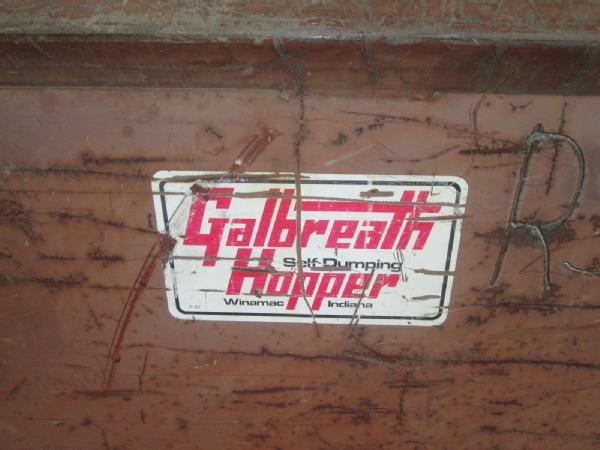 Galbreath
Self-Dumping
Hopper
Winamac Indiana
R